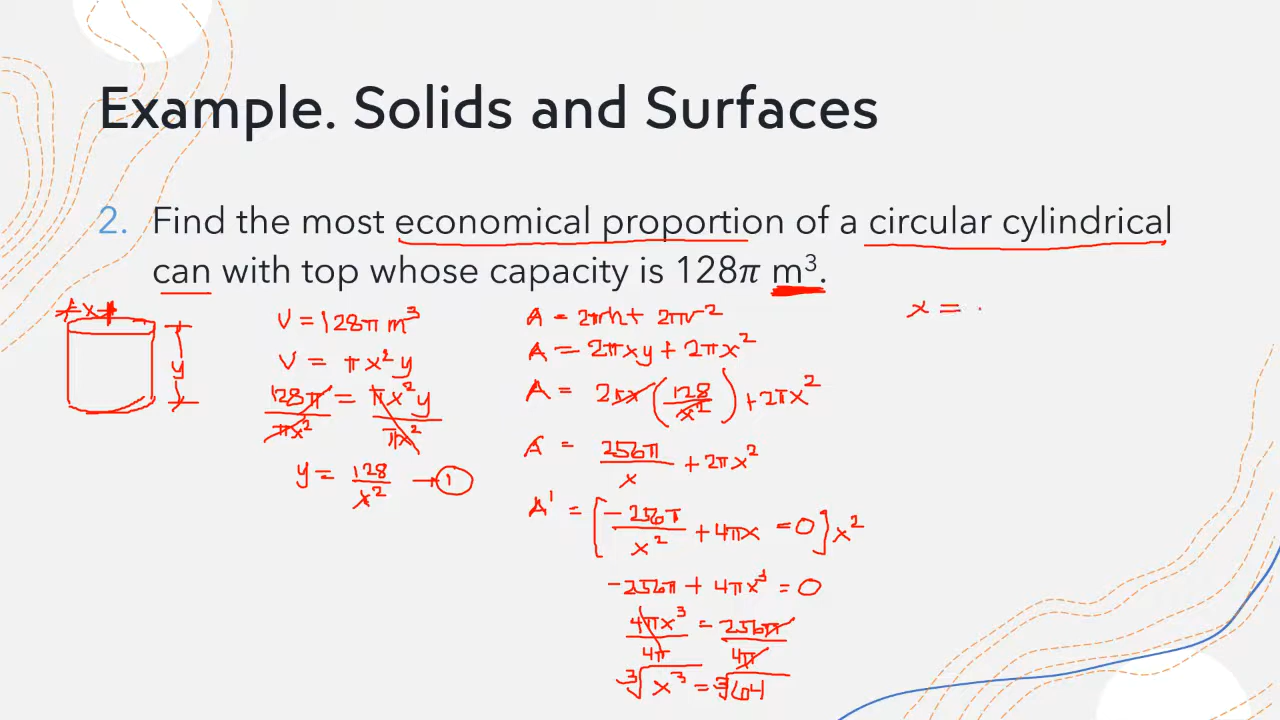 Example. Solids and Surfaces
2. Find the most economical proportion of a circular cylindrical
can with top whose capacity is 128π m³.
x
y
V = 128π m³
V = πx²y
128π = πx²y
πx² πx²
y = 128/x² → 1
A = 2πrh + 2πr²
A = 2πxy + 2πx²
A = 2πx (128/x²) + 2πx²
A = 256π/x + 2πx²
A' = [-256π/x² + 4πx = 0] x²
-256π + 4πx³ = 0
4πx³ = 256π
4π 4π
∛x³ = ∛64
x =